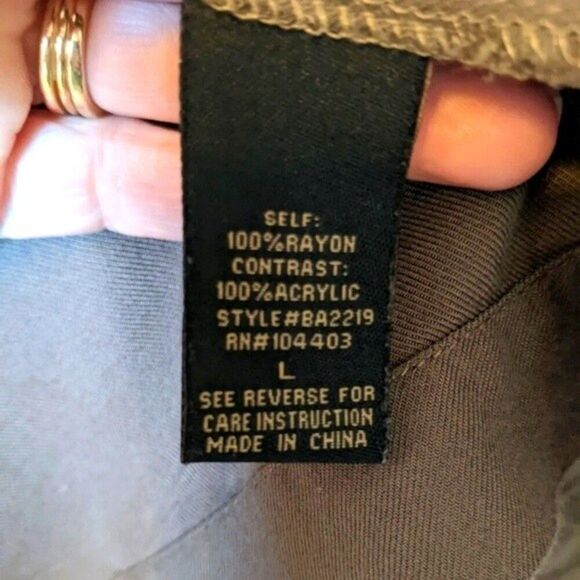 SELF:
100%RAYON
CONTRAST:
100%ACRYLIC
STYLE#BA2219
RN#104403
L
SEE REVERSE FOR
CARE INSTRUCTION
MADE IN CHINA